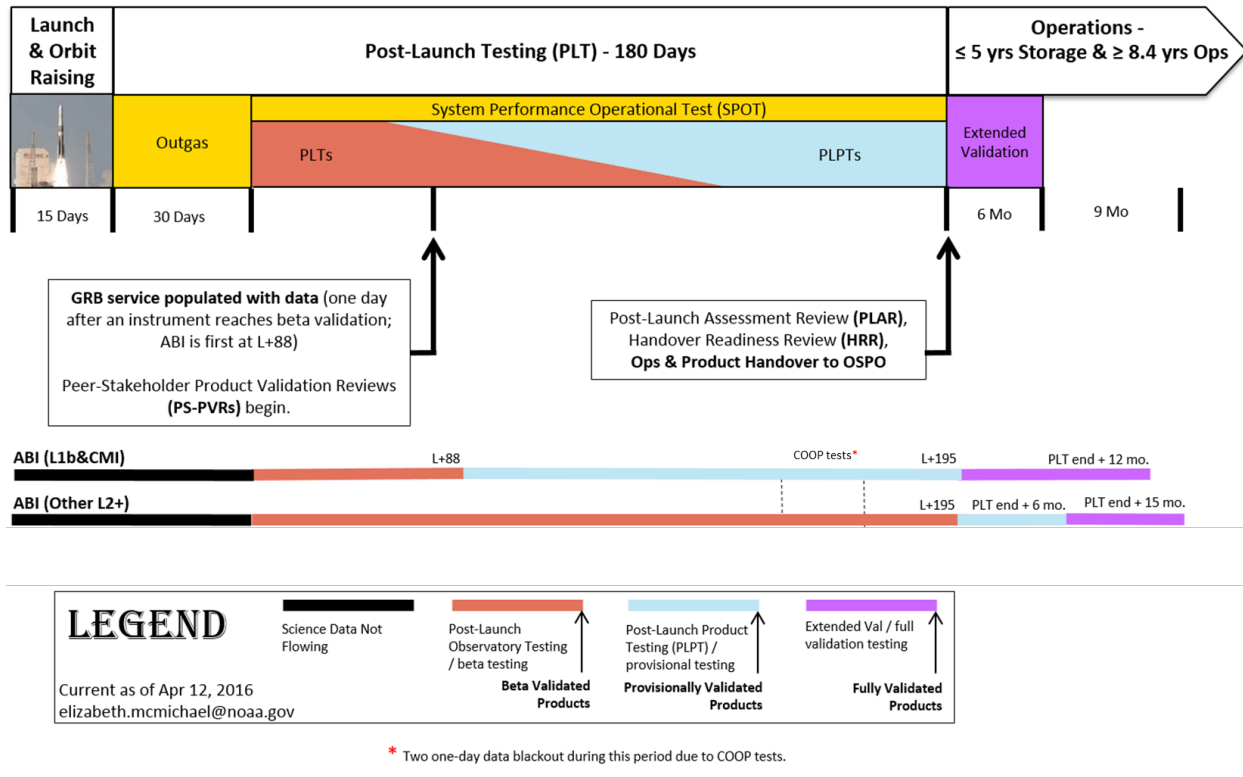 Launch
& Orbit
Raising
Post-Launch Testing (PLT) - 180 Days
Operations -
≤ 5 yrs Storage & ≥ 8.4 yrs Ops
System Performance Operational Test (SPOT)
Outgas
PLTs
PLPTs
Extended
Validation
15 Days
30 Days
6 Mo
9 Mo
GRB service populated with data (one day
after an instrument reaches beta validation;
ABI is first at L+88)
Peer-Stakeholder Product Validation Reviews
(PS-PVRs) begin.
Post-Launch Assessment Review (PLAR),
Handover Readiness Review (HRR),
Ops & Product Handover to OSPO
ABI (L1b&CMI)
L+88
COOP tests*
L+195
PLT end + 12 mo.
ABI (Other L2+)
L+195
PLT end + 6 mo.
PLT end + 15 mo.
LEGEND
Current as of Apr 12, 2016
elizabeth.mcmichael@noaa.gov
Science Data Not
Flowing
Post-Launch
Observatory Testing
/ beta testing
Beta Validated
Products
Post-Launch Product
Testing (PLPT) /
provisional testing
Provisionally Validated
Products
Extended Val / full
validation testing
Fully Validated
Products
* Two one-day data blackout during this period due to COOP tests.